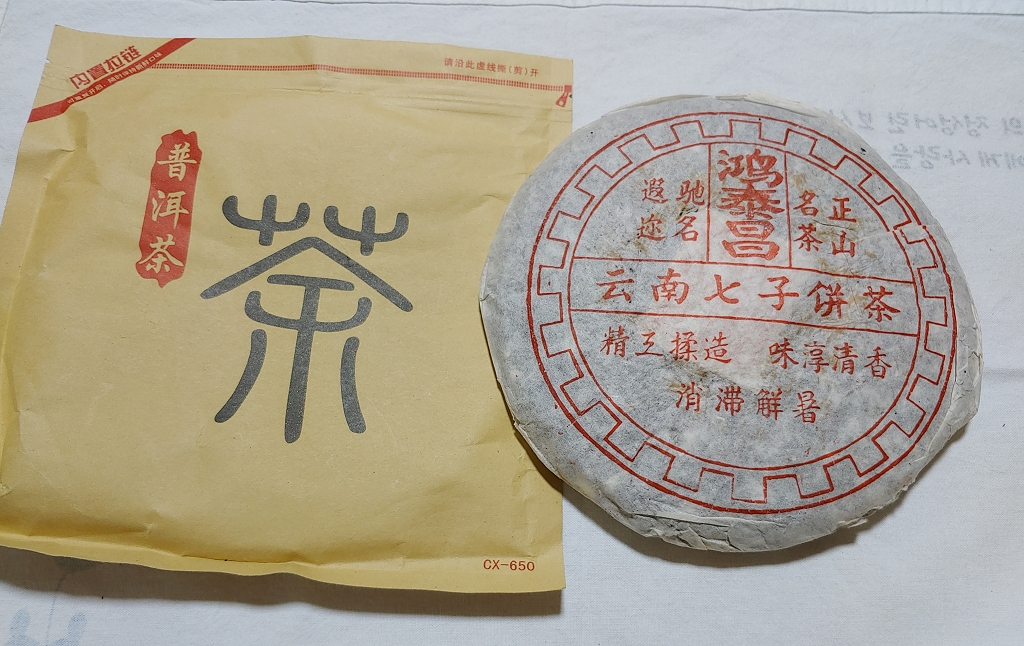 内置拉链
请沿此虚线撕(剪)开
普洱茶
茶
CX-650
鸿泰昌
驰名
遐迩
正山
名茶
云南七子饼茶
精工揉造 味淳清香
消滞解暑